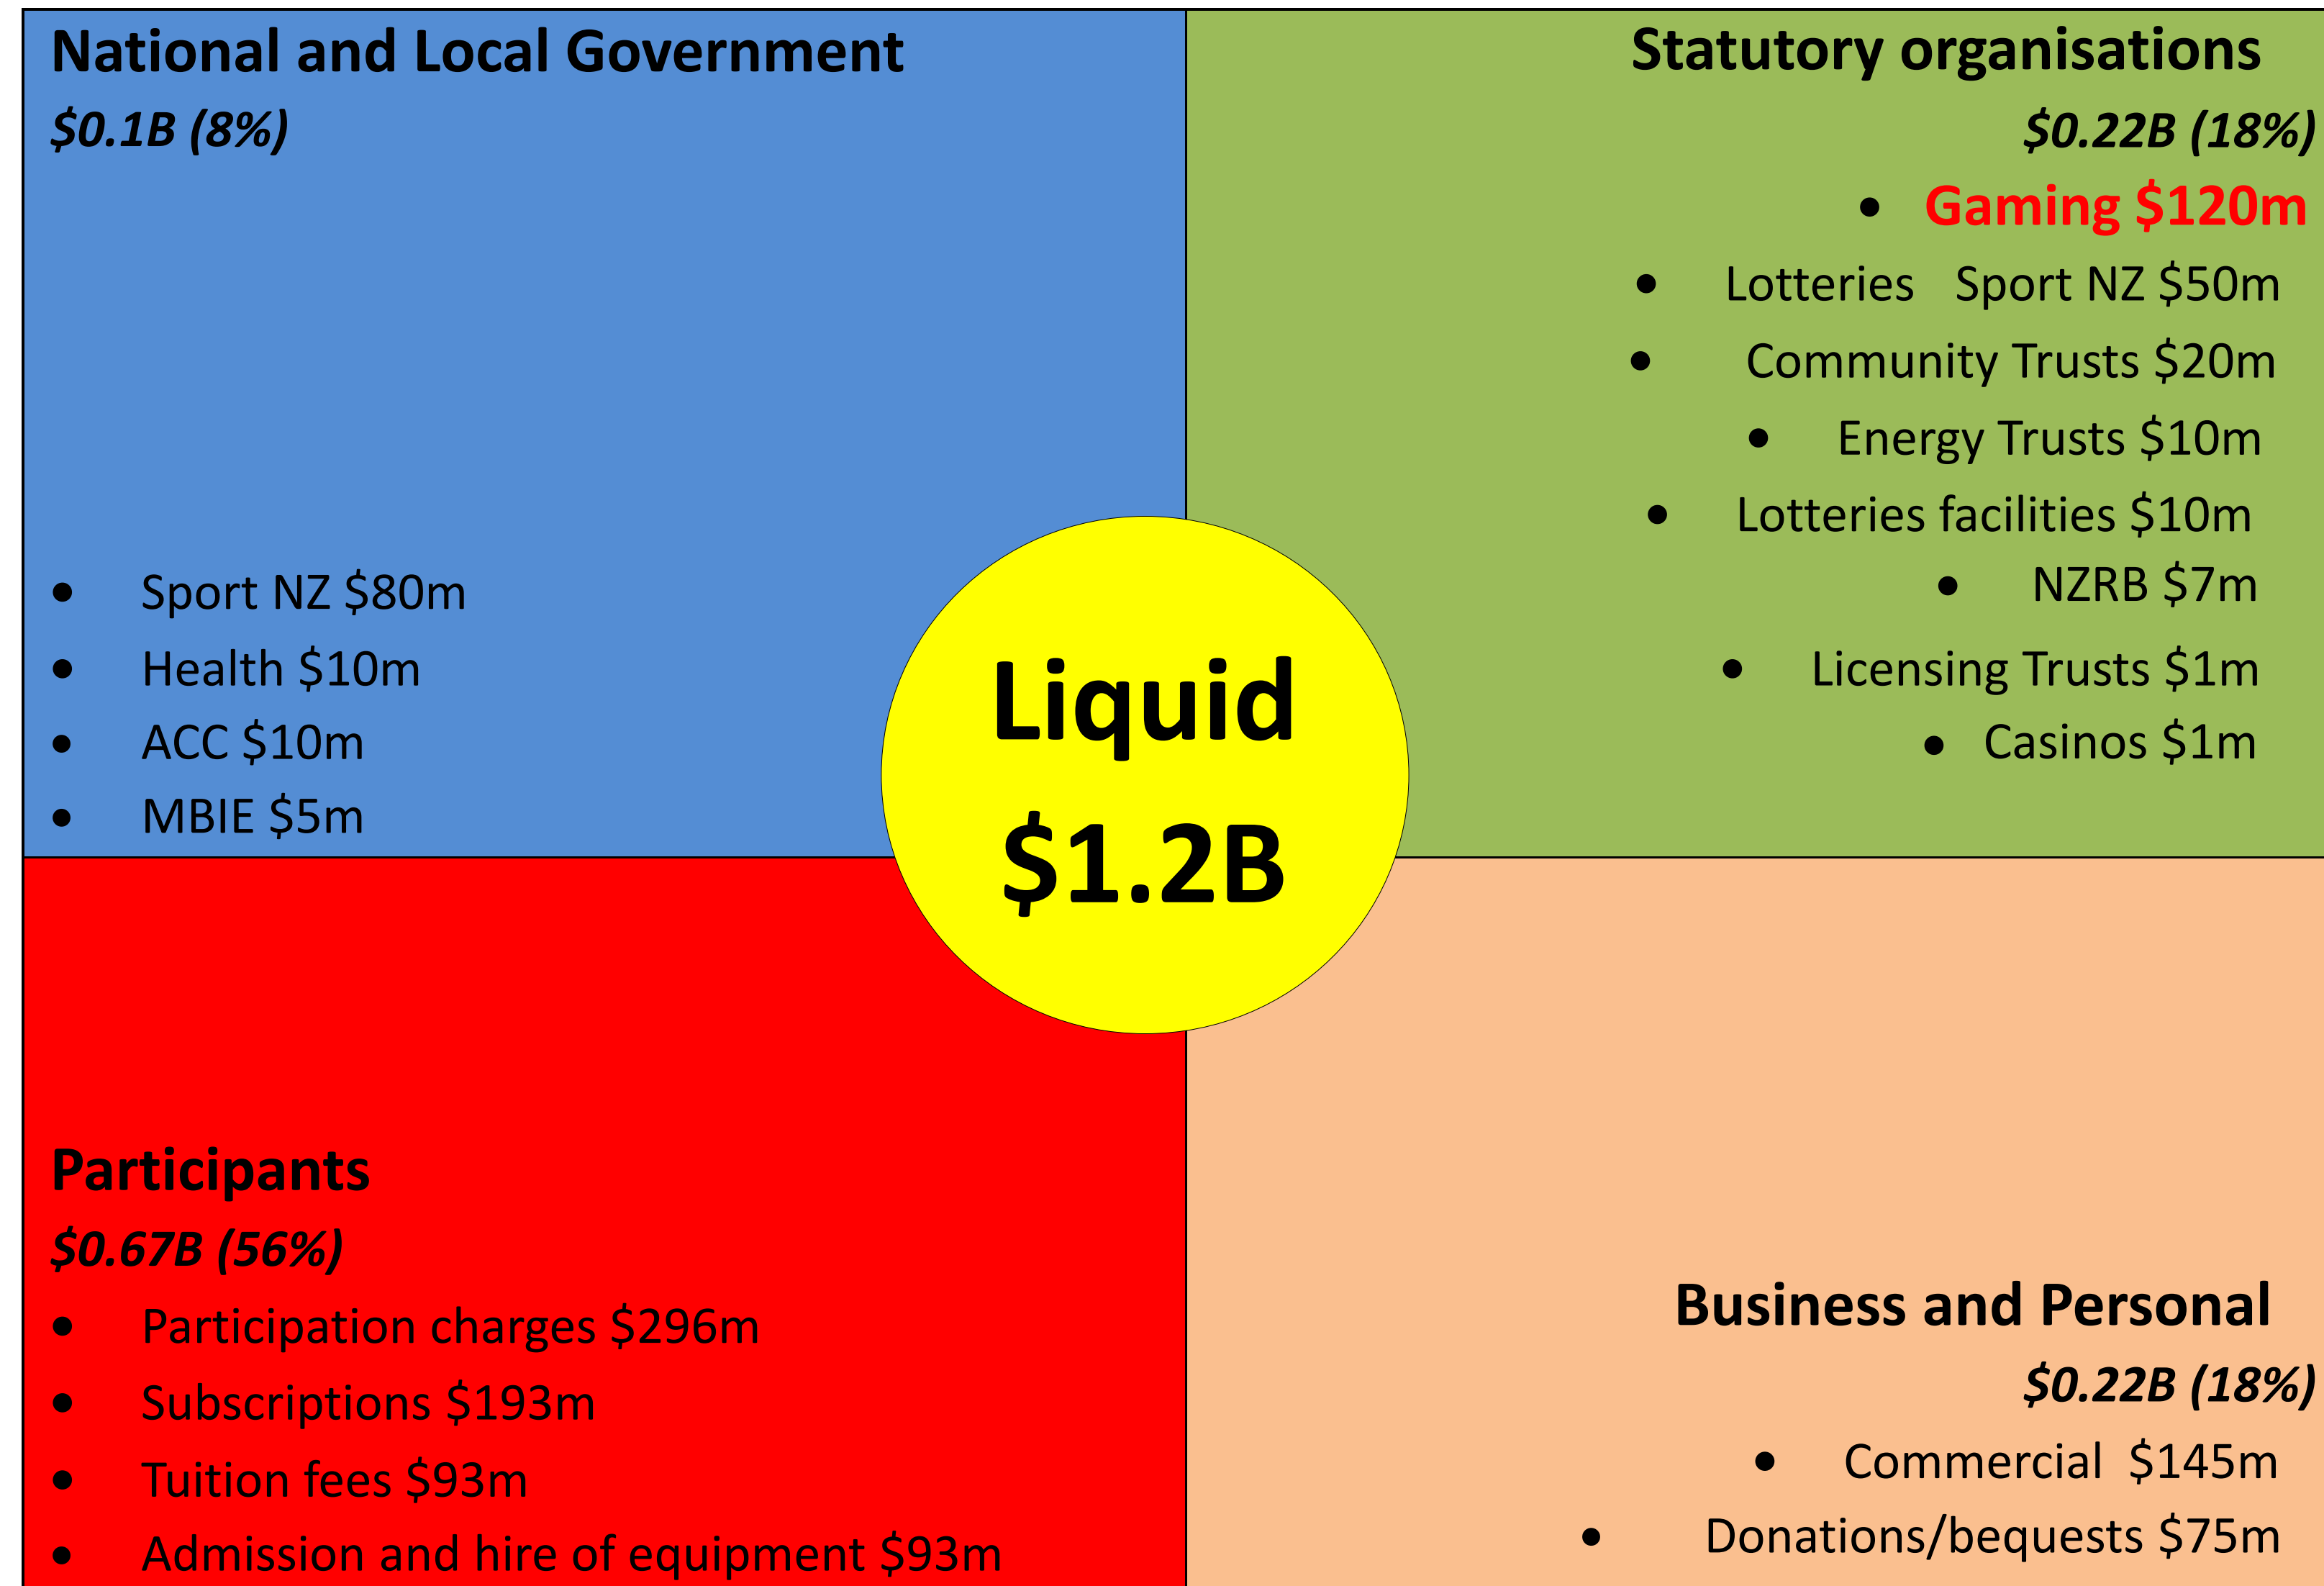 National and Local Government
$0.1B (8%)
• Sport NZ $80m
• Health $10m
• ACC $10m
• MBIE $5m
Statutory organisations
$0.22B (18%)
• Gaming $120m
• Lotteries Sport NZ $50m
• Community Trusts $20m
• Energy Trusts $10m
• Lotteries facilities $10m
• NZRB $7m
• Licensing Trusts $1m
• Casinos $1m
Liquid
$1.2B
Participants
$0.67B (56%)
• Participation charges $296m
• Subscriptions $193m
• Tuition fees $93m
• Admission and hire of equipment $93m
Business and Personal
$0.22B (18%)
• Commercial $145m
• Donations/bequests $75m